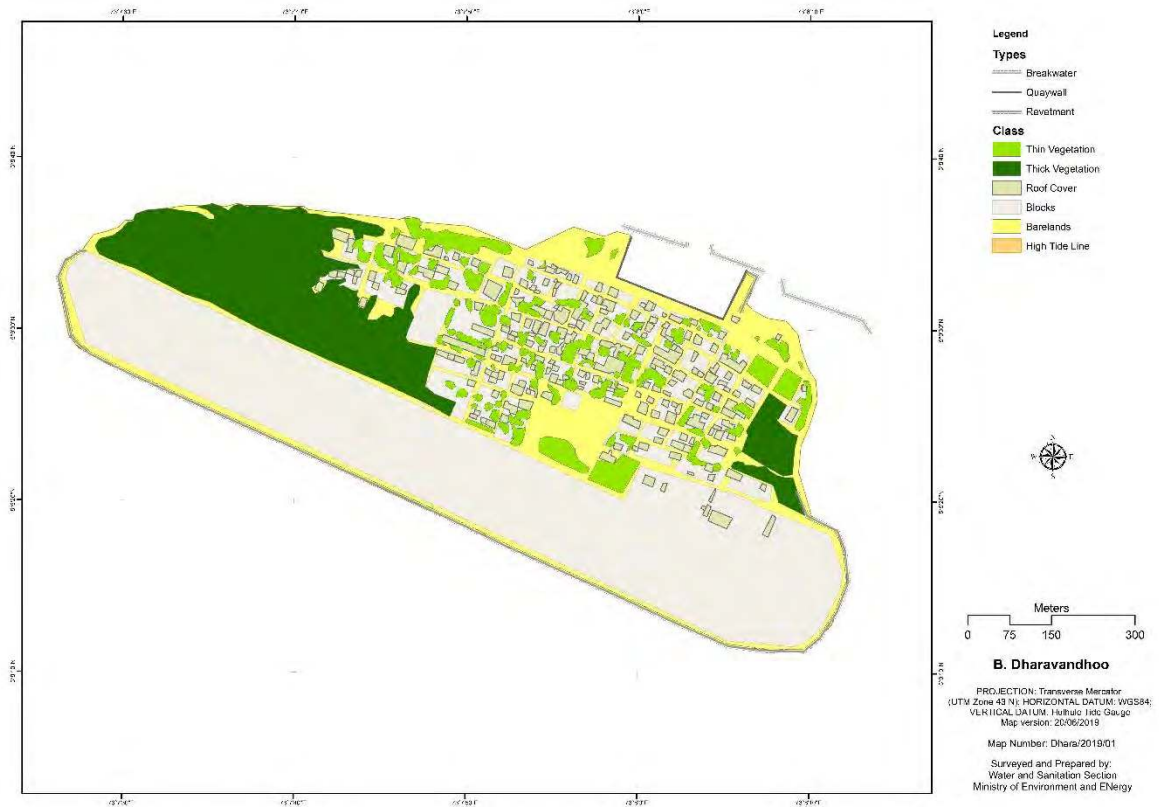 Legend
Types
Breakwater
Quaywall
Revetment
Class
Thin Vegetation
Thick Vegetation
Roof Cover
Blocks
Barelands
High Tide Line
N
W
S
Meters
0 75 150 300
B. Dharavandhoo
PROJECTION: Transverse Mercator
(UTM Zone 43 N); HORIZONTAL DATUM: WGS84;
VERTICAL DATUM: Hulhule Tide Gauge
Map version: 20/06/2019
Map Number: Dhara/2019/01
Surveyed and Prepared by:
Water and Sanitation Section
Ministry of Environment and ENergy